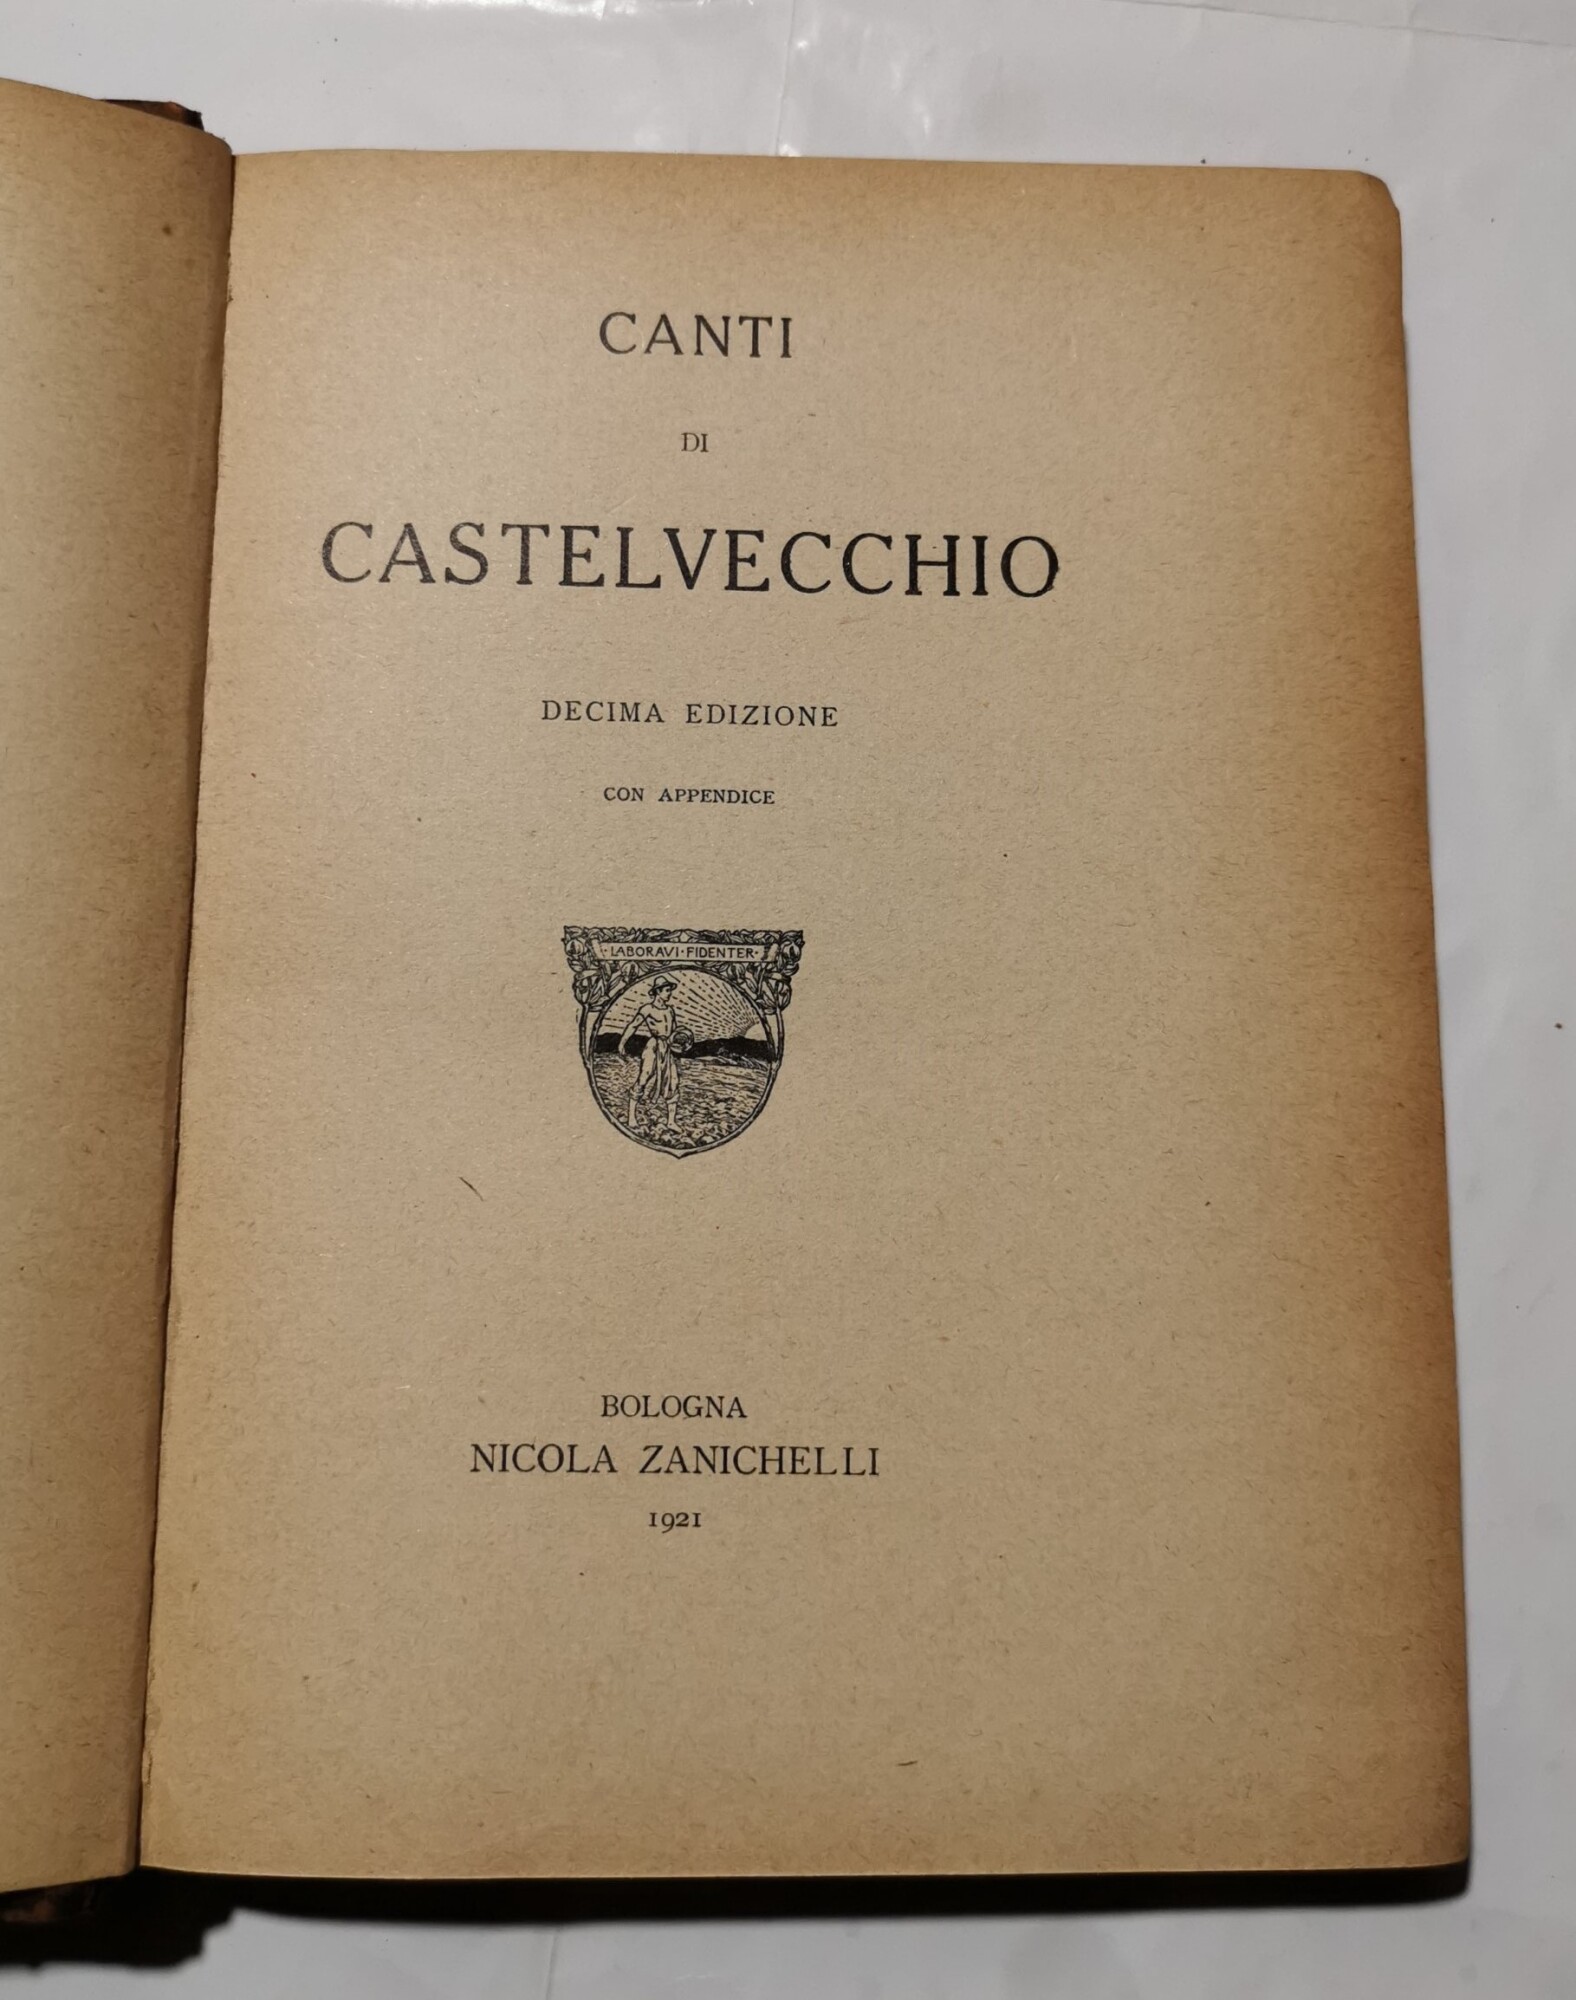 CANTI
DI
CASTELVECCHIO
DECIMA EDIZIONE
CON APPENDICE
·LABORAVI·FIDENTER·
BOLOGNA
NICOLA ZANICHELLI
1921